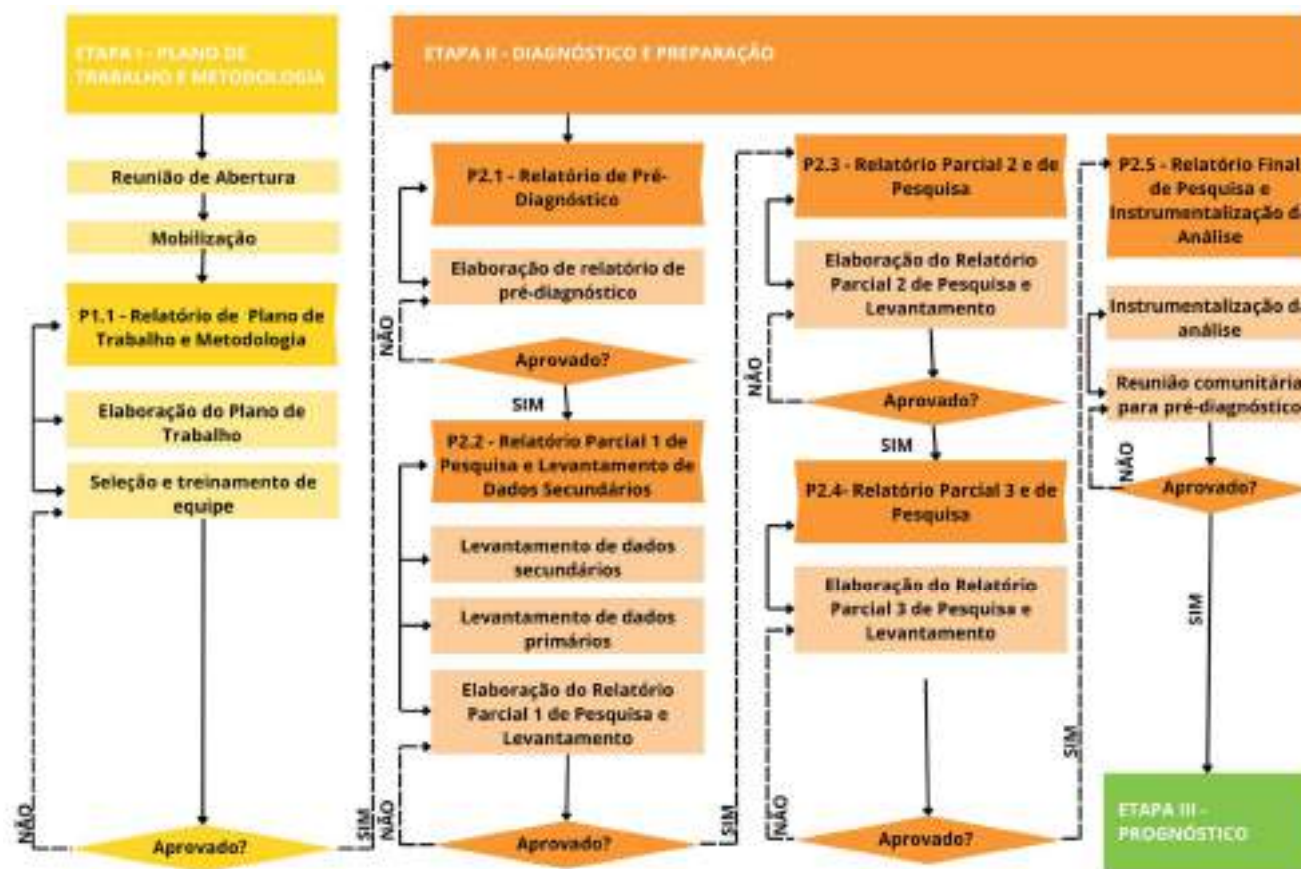 ETAPA I - PLANO DE
TRABALHO E METODOLOGIA
Reunião de Abertura
Mobilização
P1.1 - Relatório de Plano de
Trabalho e Metodologia
Elaboração do Plano de
Trabalho
Seleção e treinamento de
equipe
NÃO
Aprovado?
SIM
ETAPA II - DIAGNÓSTICO E PREPARAÇÃO
P2.1 - Relatório de Pré-
Diagnóstico
Elaboração de relatório de
pré-diagnóstico
NÃO
Aprovado?
SIM
P2.2 - Relatório Parcial 1 de
Pesquisa e Levantamento de
Dados Secundários
Levantamento de dados
secundários
Levantamento de dados
primários
Elaboração do Relatório
Parcial 1 de Pesquisa e
Levantamento
NÃO
Aprovado?
SIM
P2.3 - Relatório Parcial 2 e de
Pesquisa
Elaboração do Relatório
Parcial 2 de Pesquisa e
Levantamento
NÃO
Aprovado?
SIM
P2.4- Relatório Parcial 3 e de
Pesquisa
Elaboração do Relatório
Parcial 3 de Pesquisa e
Levantamento
NÃO
Aprovado?
SIM
P2.5 - Relatório Final
de Pesquisa e
Instrumentalização da
Análise
Instrumentalização da
análise
Reunião comunitária
para pré-diagnóstico
NÃO
Aprovado?
SIM
ETAPA III -
PROGNÓSTICO